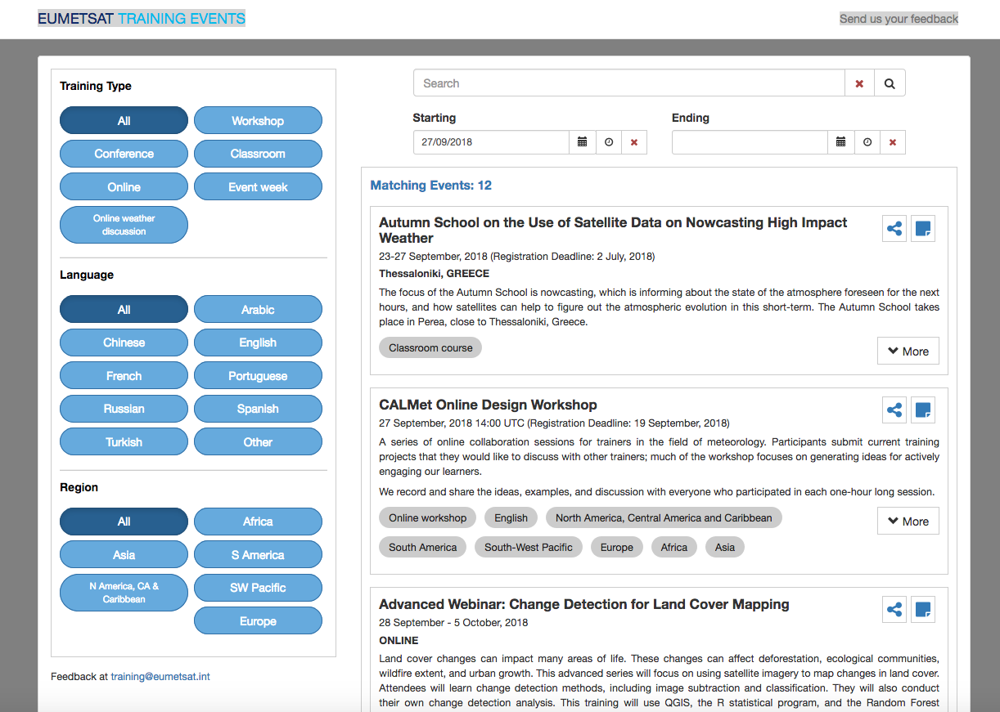 EUMETSAT TRAINING EVENTS
Send us your feedback
Training Type
All
Workshop
Conference
Classroom
Online
Event week
Online weather
discussion
Language
All
Arabic
Chinese
English
French
Portuguese
Russian
Spanish
Turkish
Other
Region
All
Africa
Asia
S America
N America, CA &
Caribbean
SW Pacific
Europe
Feedback at training@eumetsat.int
Search
Starting
Ending
27/09/2018
Matching Events: 12
Autumn School on the Use of Satellite Data on Nowcasting High Impact
Weather
23-27 September, 2018 (Registration Deadline: 2 July, 2018)
Thessaloniki, GREECE
The focus of the Autumn School is nowcasting, which is informing about the state of the atmosphere foreseen for the next
hours, and how satellites can help to figure out the atmospheric evolution in this short-term. The Autumn School takes
place in Perea, close to Thessaloniki, Greece.
Classroom course
More
CALMet Online Design Workshop
27 September, 2018 14:00 UTC (Registration Deadline: 19 September, 2018)
A series of online collaboration sessions for trainers in the field of meteorology. Participants submit current training
projects that they would like to discuss with other trainers; much of the workshop focuses on generating ideas for actively
engaging our learners.
We record and share the ideas, examples, and discussion with everyone who participated in each one-hour long session.
Online workshop
English
North America, Central America and Caribbean
More
South America
South-West Pacific
Europe
Africa
Asia
Advanced Webinar: Change Detection for Land Cover Mapping
28 September - 5 October, 2018
ONLINE
Land cover changes can impact many areas of life. These changes can affect deforestation, ecological communities,
wildfire extent, and urban growth. This advanced series will focus on using satellite imagery to map changes in land cover.
Attendees will learn change detection methods, including image subtraction and classification. They will also conduct
their own change detection analysis. This training will use QGIS, the R statistical program, and the Random Forest